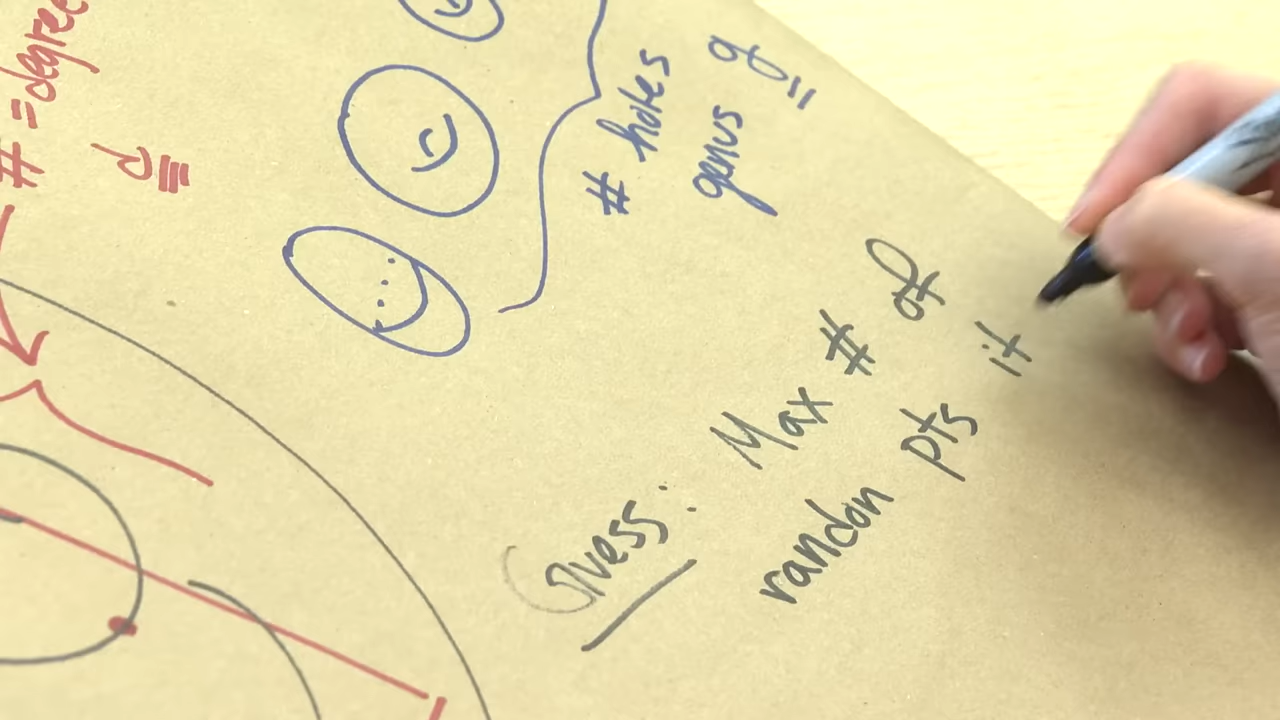 # = degree
d
# holes
genus g
Guess: Max # of
random pts it